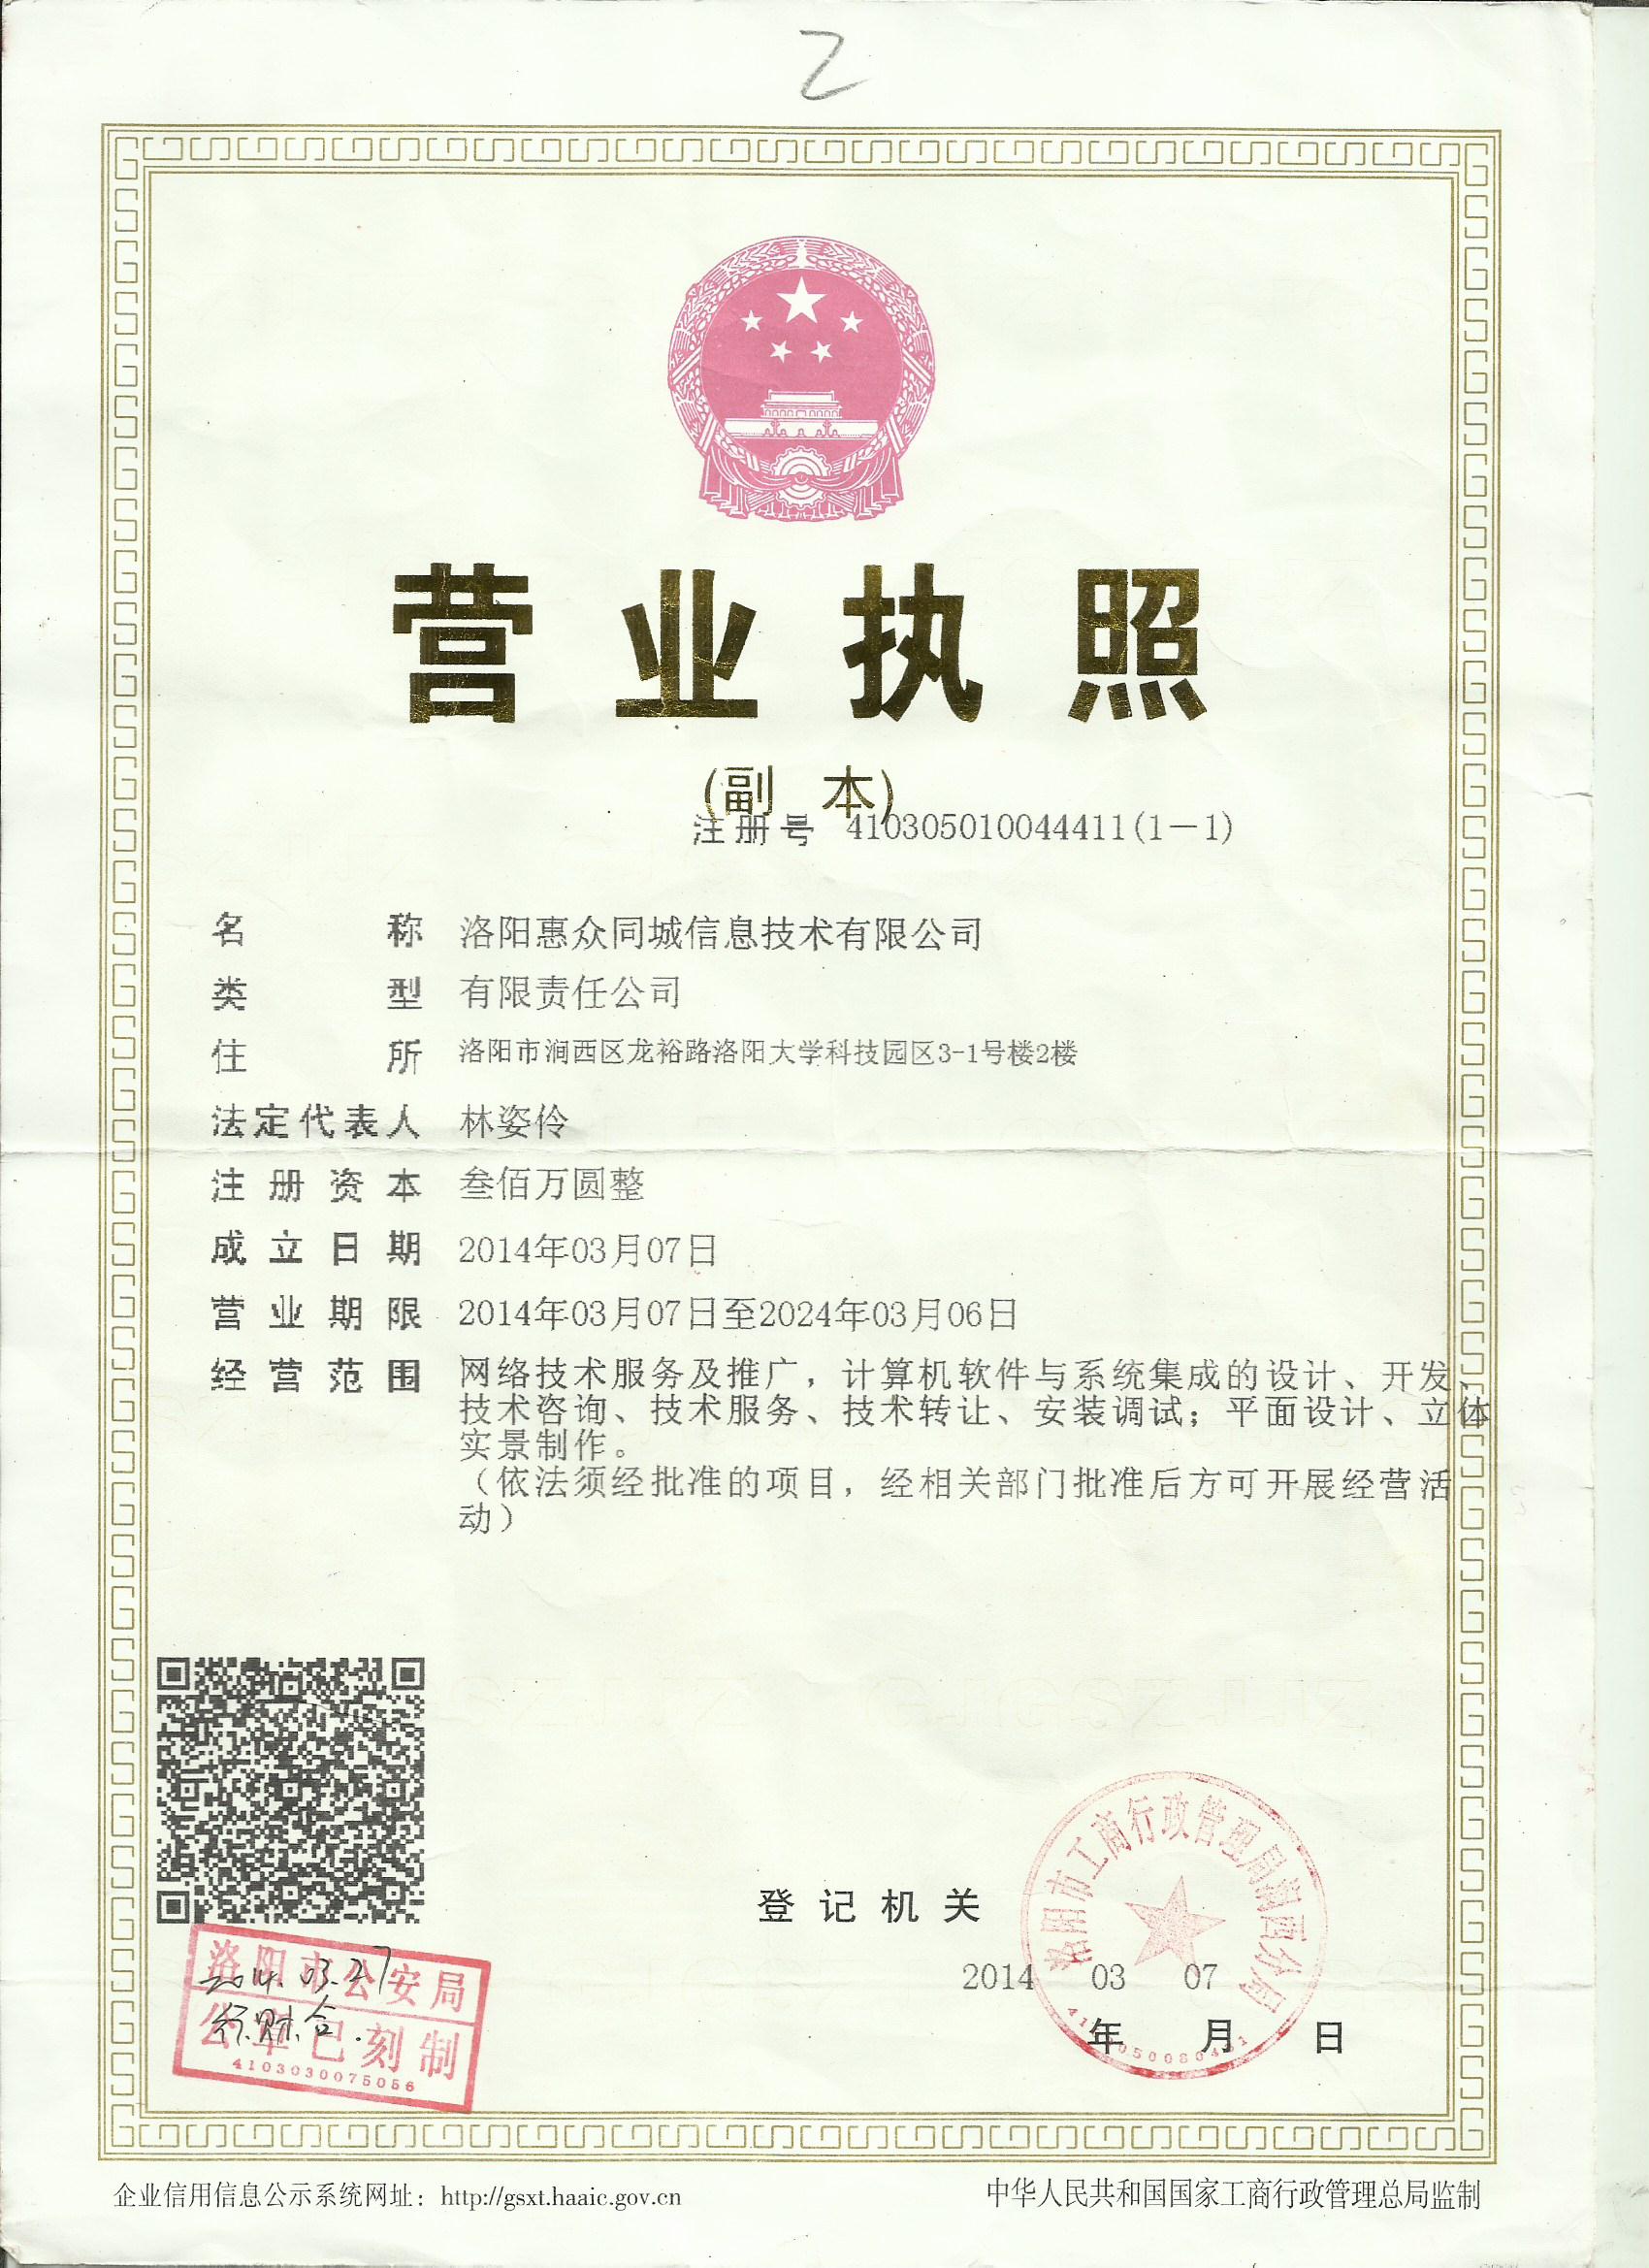 2
营业执照
(副 本)
注册号 410305010044411(1-1)
名称 洛阳惠众同城信息技术有限公司
类型 有限责任公司
住所 洛阳市涧西区龙裕路洛阳大学科技园区3-1号楼2楼
法定代表人 林姿伶
注册资本 叁佰万圆整
成立日期 2014年03月07日
营业期限 2014年03月07日至2024年03月06日
经营范围 网络技术服务及推广，计算机软件与系统集成的设计、开发、
技术咨询、技术服务、技术转让、安装调试；平面设计、立体
实景制作。
（依法须经批准的项目，经相关部门批准后方可开展经营活
动）
登记机关
洛阳市工商行政管理局涧西分局
2014 03 07
年 月 日
洛阳市公安局
2014.03.27
公章已刻制
4103030075056
企业信用信息公示系统网址：http://gsxt.haaic.gov.cn
中华人民共和国国家工商行政管理总局监制